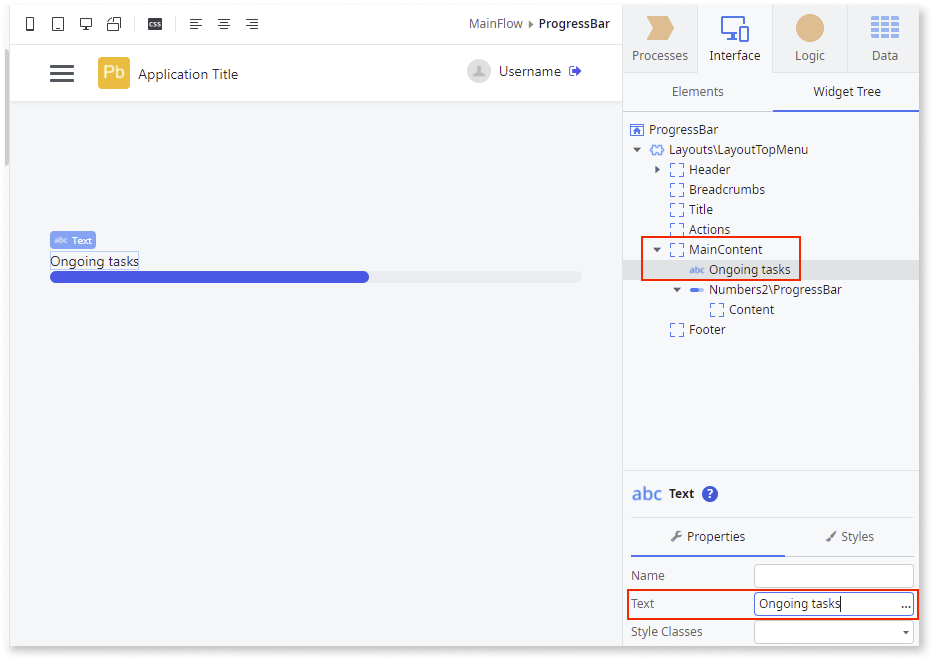 CSS
MainFlow ProgressBar
Pb Application Title
Username
abc Text
Ongoing tasks
Processes Interface Logic Data
Elements Widget Tree
ProgressBar
Layouts\LayoutTopMenu
Header
Breadcrumbs
Title
Actions
MainContent
abc Ongoing tasks
Numbers2\ProgressBar
Content
Footer
abc Text ?
Properties Styles
Name
Text Ongoing tasks ...
Style Classes